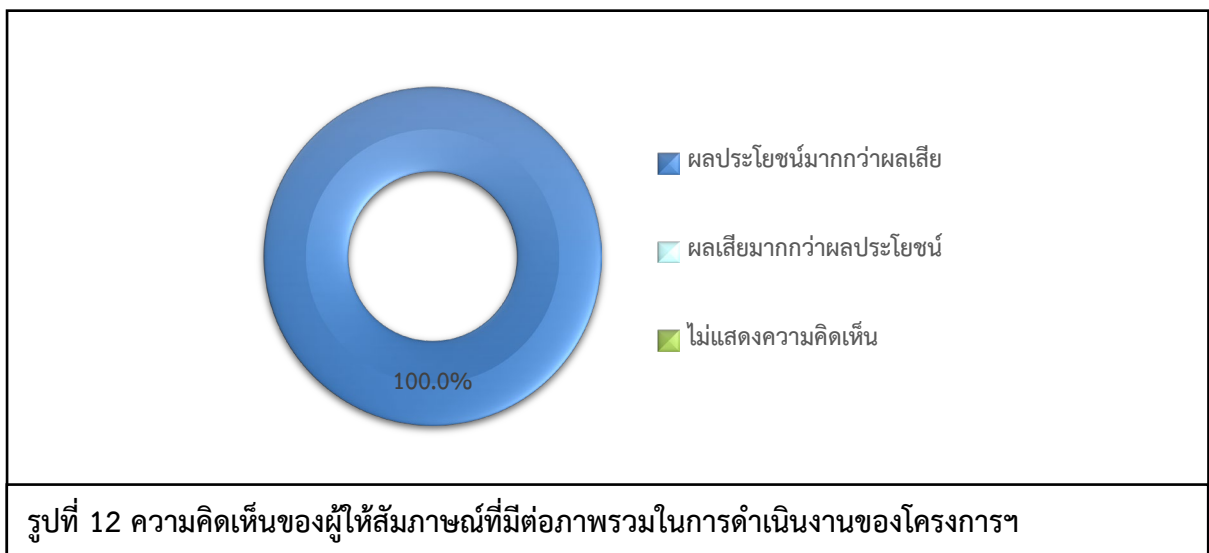 ผลประโยชน์มากกว่าผลเสีย
ผลเสียมากกว่าผลประโยชน์
ไม่แสดงความคิดเห็น
100.0%
รูปที่ 12 ความคิดเห็นของผู้ให้สัมภาษณ์ที่มีต่อภาพรวมในการดำเนินงานของโครงการฯ